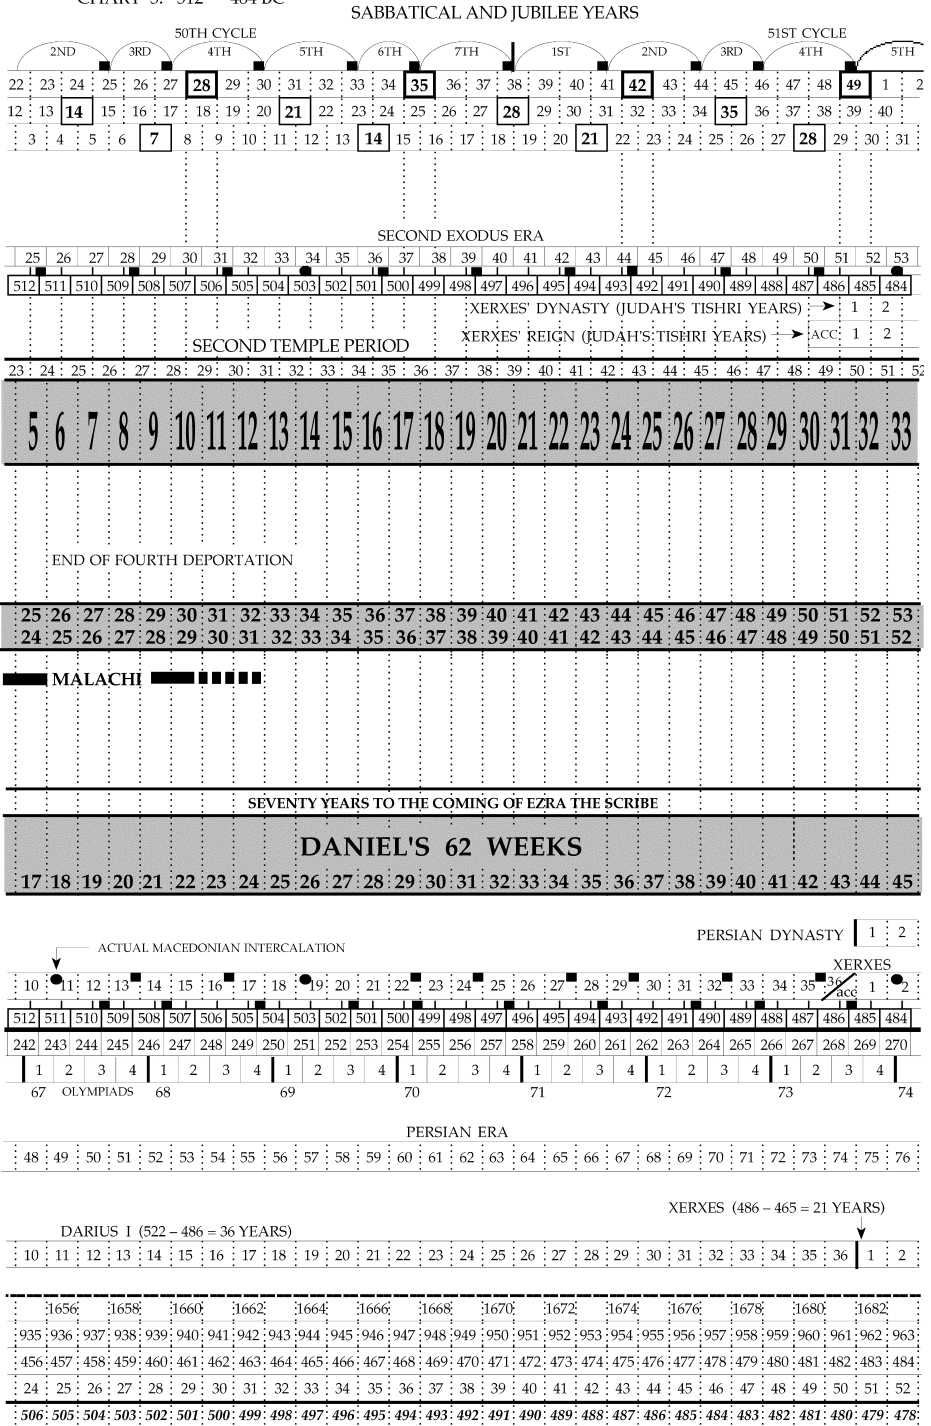 SABBATICAL AND JUBILEE YEARS
50TH CYCLE 51ST CYCLE
2ND 3RD 4TH 5TH 6TH 7TH 1ST 2ND 3RD 4TH 5TH
22 23 24 25 26 27 28 29 30 31 32 33 34 35 36 37 38 39 40 41 42 43 44 45 46 47 48 49 1 2
12 13 14 15 16 17 18 19 20 21 22 23 24 25 26 27 28 29 30 31 32 33 34 35 36 37 38 39 40
3 4 5 6 7 8 9 10 11 12 13 14 15 16 17 18 19 20 21 22 23 24 25 26 27 28 29 30 31
SECOND EXODUS ERA
25 26 27 28 29 30 31 32 33 34 35 36 37 38 39 40 41 42 43 44 45 46 47 48 49 50 51 52 53
512 511 510 509 508 507 506 505 504 503 502 501 500 499 498 497 496 495 494 493 492 491 490 489 488 487 486 485 484
XERXES' DYNASTY (JUDAH'S TISHRI YEARS) 1 2
XERXES' REIGN (JUDAH'S TISHRI YEARS) ACC 1 2
SECOND TEMPLE PERIOD
23 24 25 26 27 28 29 30 31 32 33 34 35 36 37 38 39 40 41 42 43 44 45 46 47 48 49 50 51 52
5 6 7 8 9 10 11 12 13 14 15 16 17 18 19 20 21 22 23 24 25 26 27 28 29 30 31 32 33
END OF FOURTH DEPORTATION
25 26 27 28 29 30 31 32 33 34 35 36 37 38 39 40 41 42 43 44 45 46 47 48 49 50 51 52 53
24 25 26 27 28 29 30 31 32 33 34 35 36 37 38 39 40 41 42 43 44 45 46 47 48 49 50 51 52
MALACHI
SEVENTY YEARS TO THE COMING OF EZRA THE SCRIBE
DANIEL'S 62 WEEKS
17 18 19 20 21 22 23 24 25 26 27 28 29 30 31 32 33 34 35 36 37 38 39 40 41 42 43 44 45
PERSIAN DYNASTY 1 2
ACTUAL MACEDONIAN INTERCALATION
XERXES
10 11 12 13 14 15 16 17 18 19 20 21 22 23 24 25 26 27 28 29 30 31 32 33 34 35 36 acc 1 2
512 511 510 509 508 507 506 505 504 503 502 501 500 499 498 497 496 495 494 493 492 491 490 489 488 487 486 485 484
242 243 244 245 246 247 248 249 250 251 252 253 254 255 256 257 258 259 260 261 262 263 264 265 266 267 268 269 270
1 2 3 4 1 2 3 4 1 2 3 4 1 2 3 4 1 2 3 4 1 2 3 4 1 2 3 4
67 OLYMPIADS 68 69 70 71 72 73 74
PERSIAN ERA
48 49 50 51 52 53 54 55 56 57 58 59 60 61 62 63 64 65 66 67 68 69 70 71 72 73 74 75 76
XERXES (486 – 465 = 21 YEARS)
DARIUS I (522 – 486 = 36 YEARS)
10 11 12 13 14 15 16 17 18 19 20 21 22 23 24 25 26 27 28 29 30 31 32 33 34 35 36 1 2
1656 1658 1660 1662 1664 1666 1668 1670 1672 1674 1676 1678 1680 1682
935 936 937 938 939 940 941 942 943 944 945 946 947 948 949 950 951 952 953 954 955 956 957 958 959 960 961 962 963
456 457 458 459 460 461 462 463 464 465 466 467 468 469 470 471 472 473 474 475 476 477 478 479 480 481 482 483 484
24 25 26 27 28 29 30 31 32 33 34 35 36 37 38 39 40 41 42 43 44 45 46 47 48 49 50 51 52
506 505 504 503 502 501 500 499 498 497 496 495 494 493 492 491 490 489 488 487 486 485 484 483 482 481 480 479 478